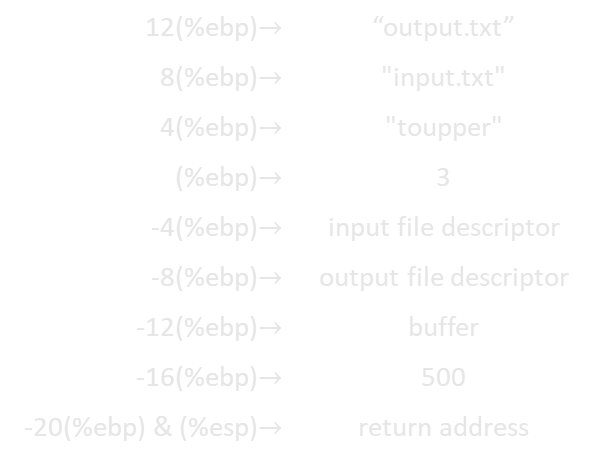 12(%ebp)→ “output.txt”
8(%ebp)→ "input.txt"
4(%ebp)→ "toupper"
(%ebp)→ 3
-4(%ebp)→ input file descriptor
-8(%ebp)→ output file descriptor
-12(%ebp)→ buffer
-16(%ebp)→ 500
-20(%ebp) & (%esp)→ return address